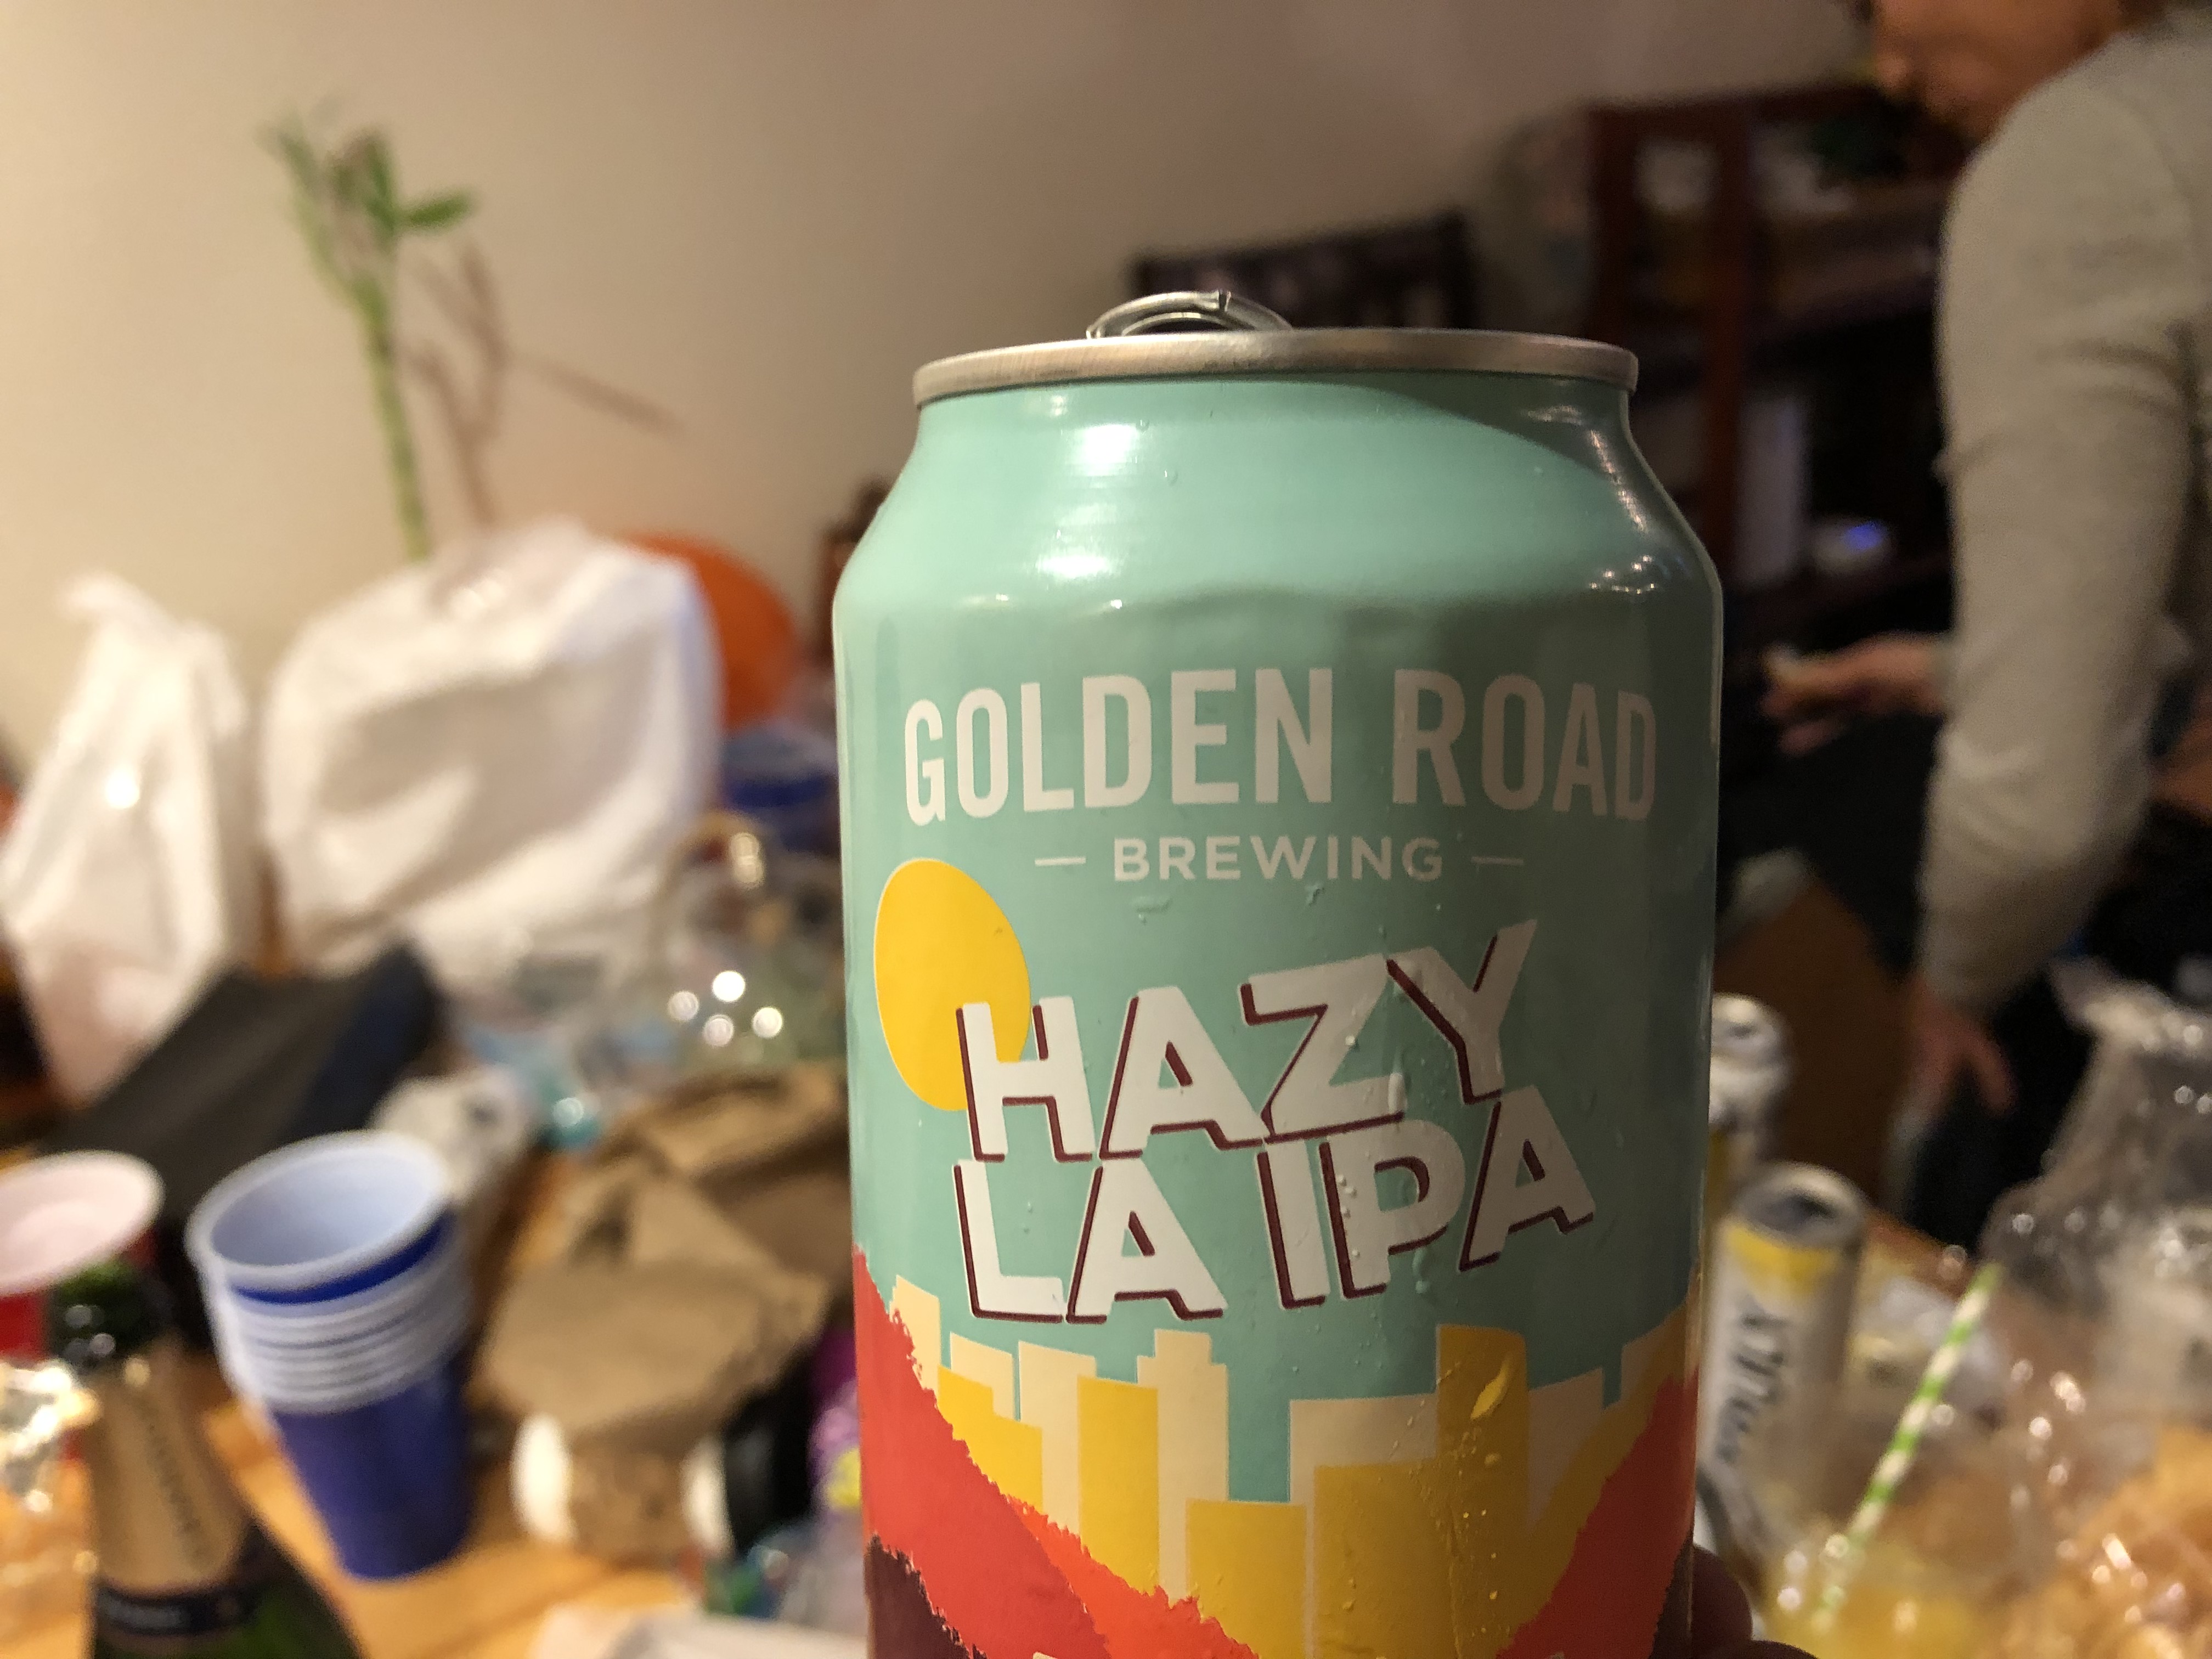 GOLDEN ROAD
— BREWING —
HAZY
LA IPA